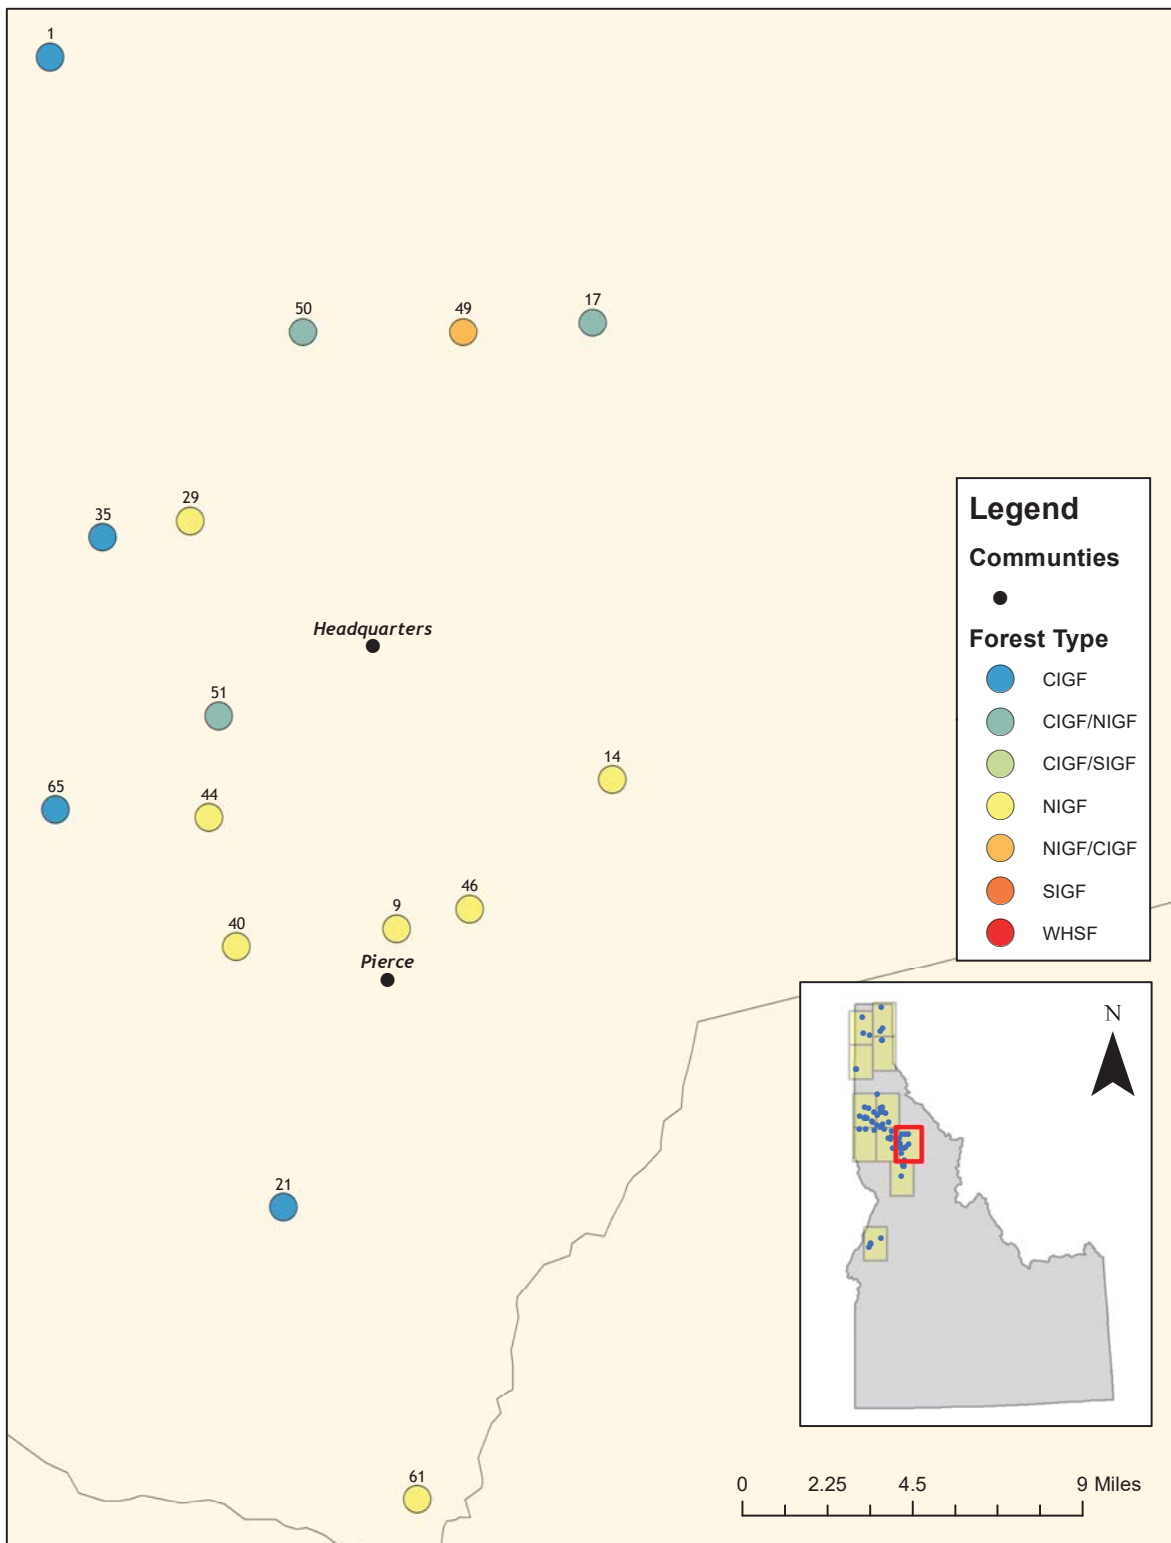 1
50
49
17
35
29
Headquarters
51
14
65
44
46
9
40
Pierce
21
61
Legend
Communties
Forest Type
CIGF
CIGF/NIGF
CIGF/SIGF
NIGF
NIGF/CIGF
SIGF
WHSF
N
0 2.25 4.5 9 Miles